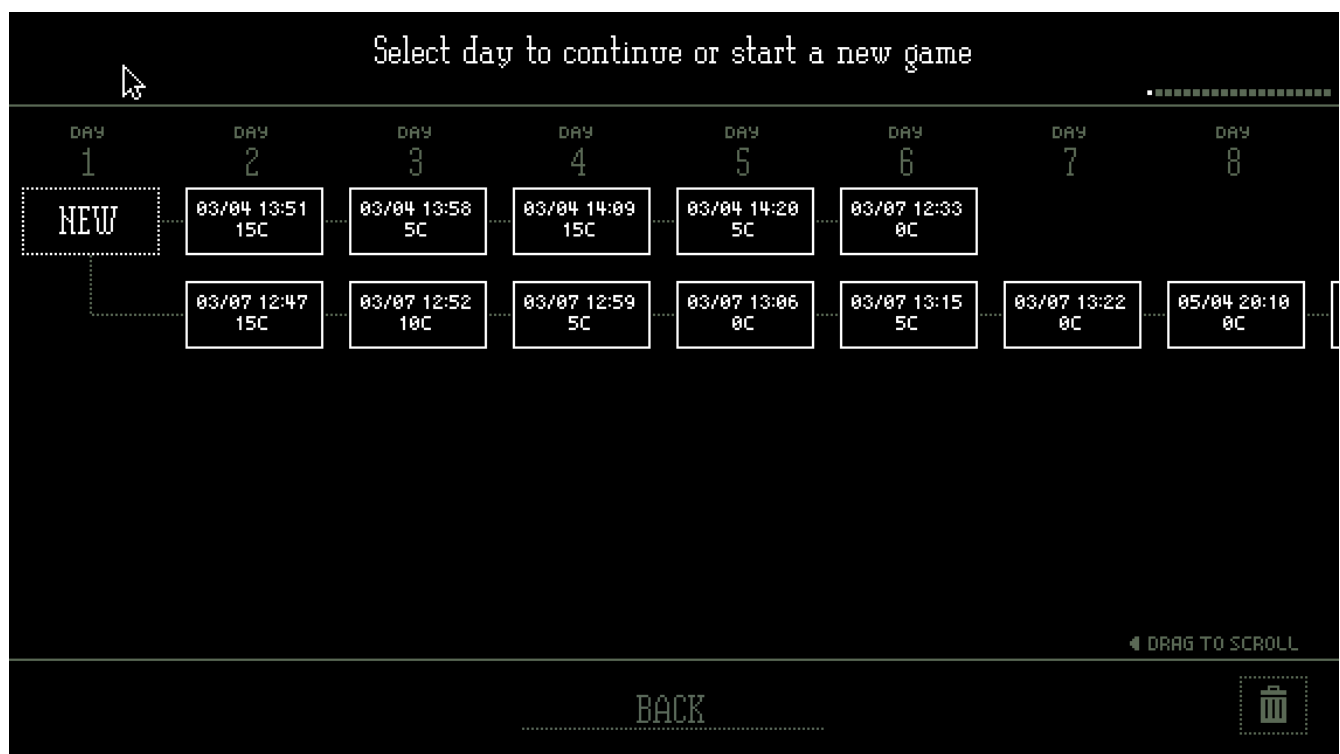 Select day to continue or start a new game
DAY DAY DAY DAY DAY DAY DAY DAY
1 2 3 4 5 6 7 8
NEW
03/04 13:51
15C
03/04 13:58
5C
03/04 14:09
15C
03/04 14:20
5C
03/07 12:33
0C
03/07 12:47
15C
03/07 12:52
10C
03/07 12:59
5C
03/07 13:06
0C
03/07 13:15
5C
03/07 13:22
0C
05/04 20:10
0C
DRAG TO SCROLL
BACK